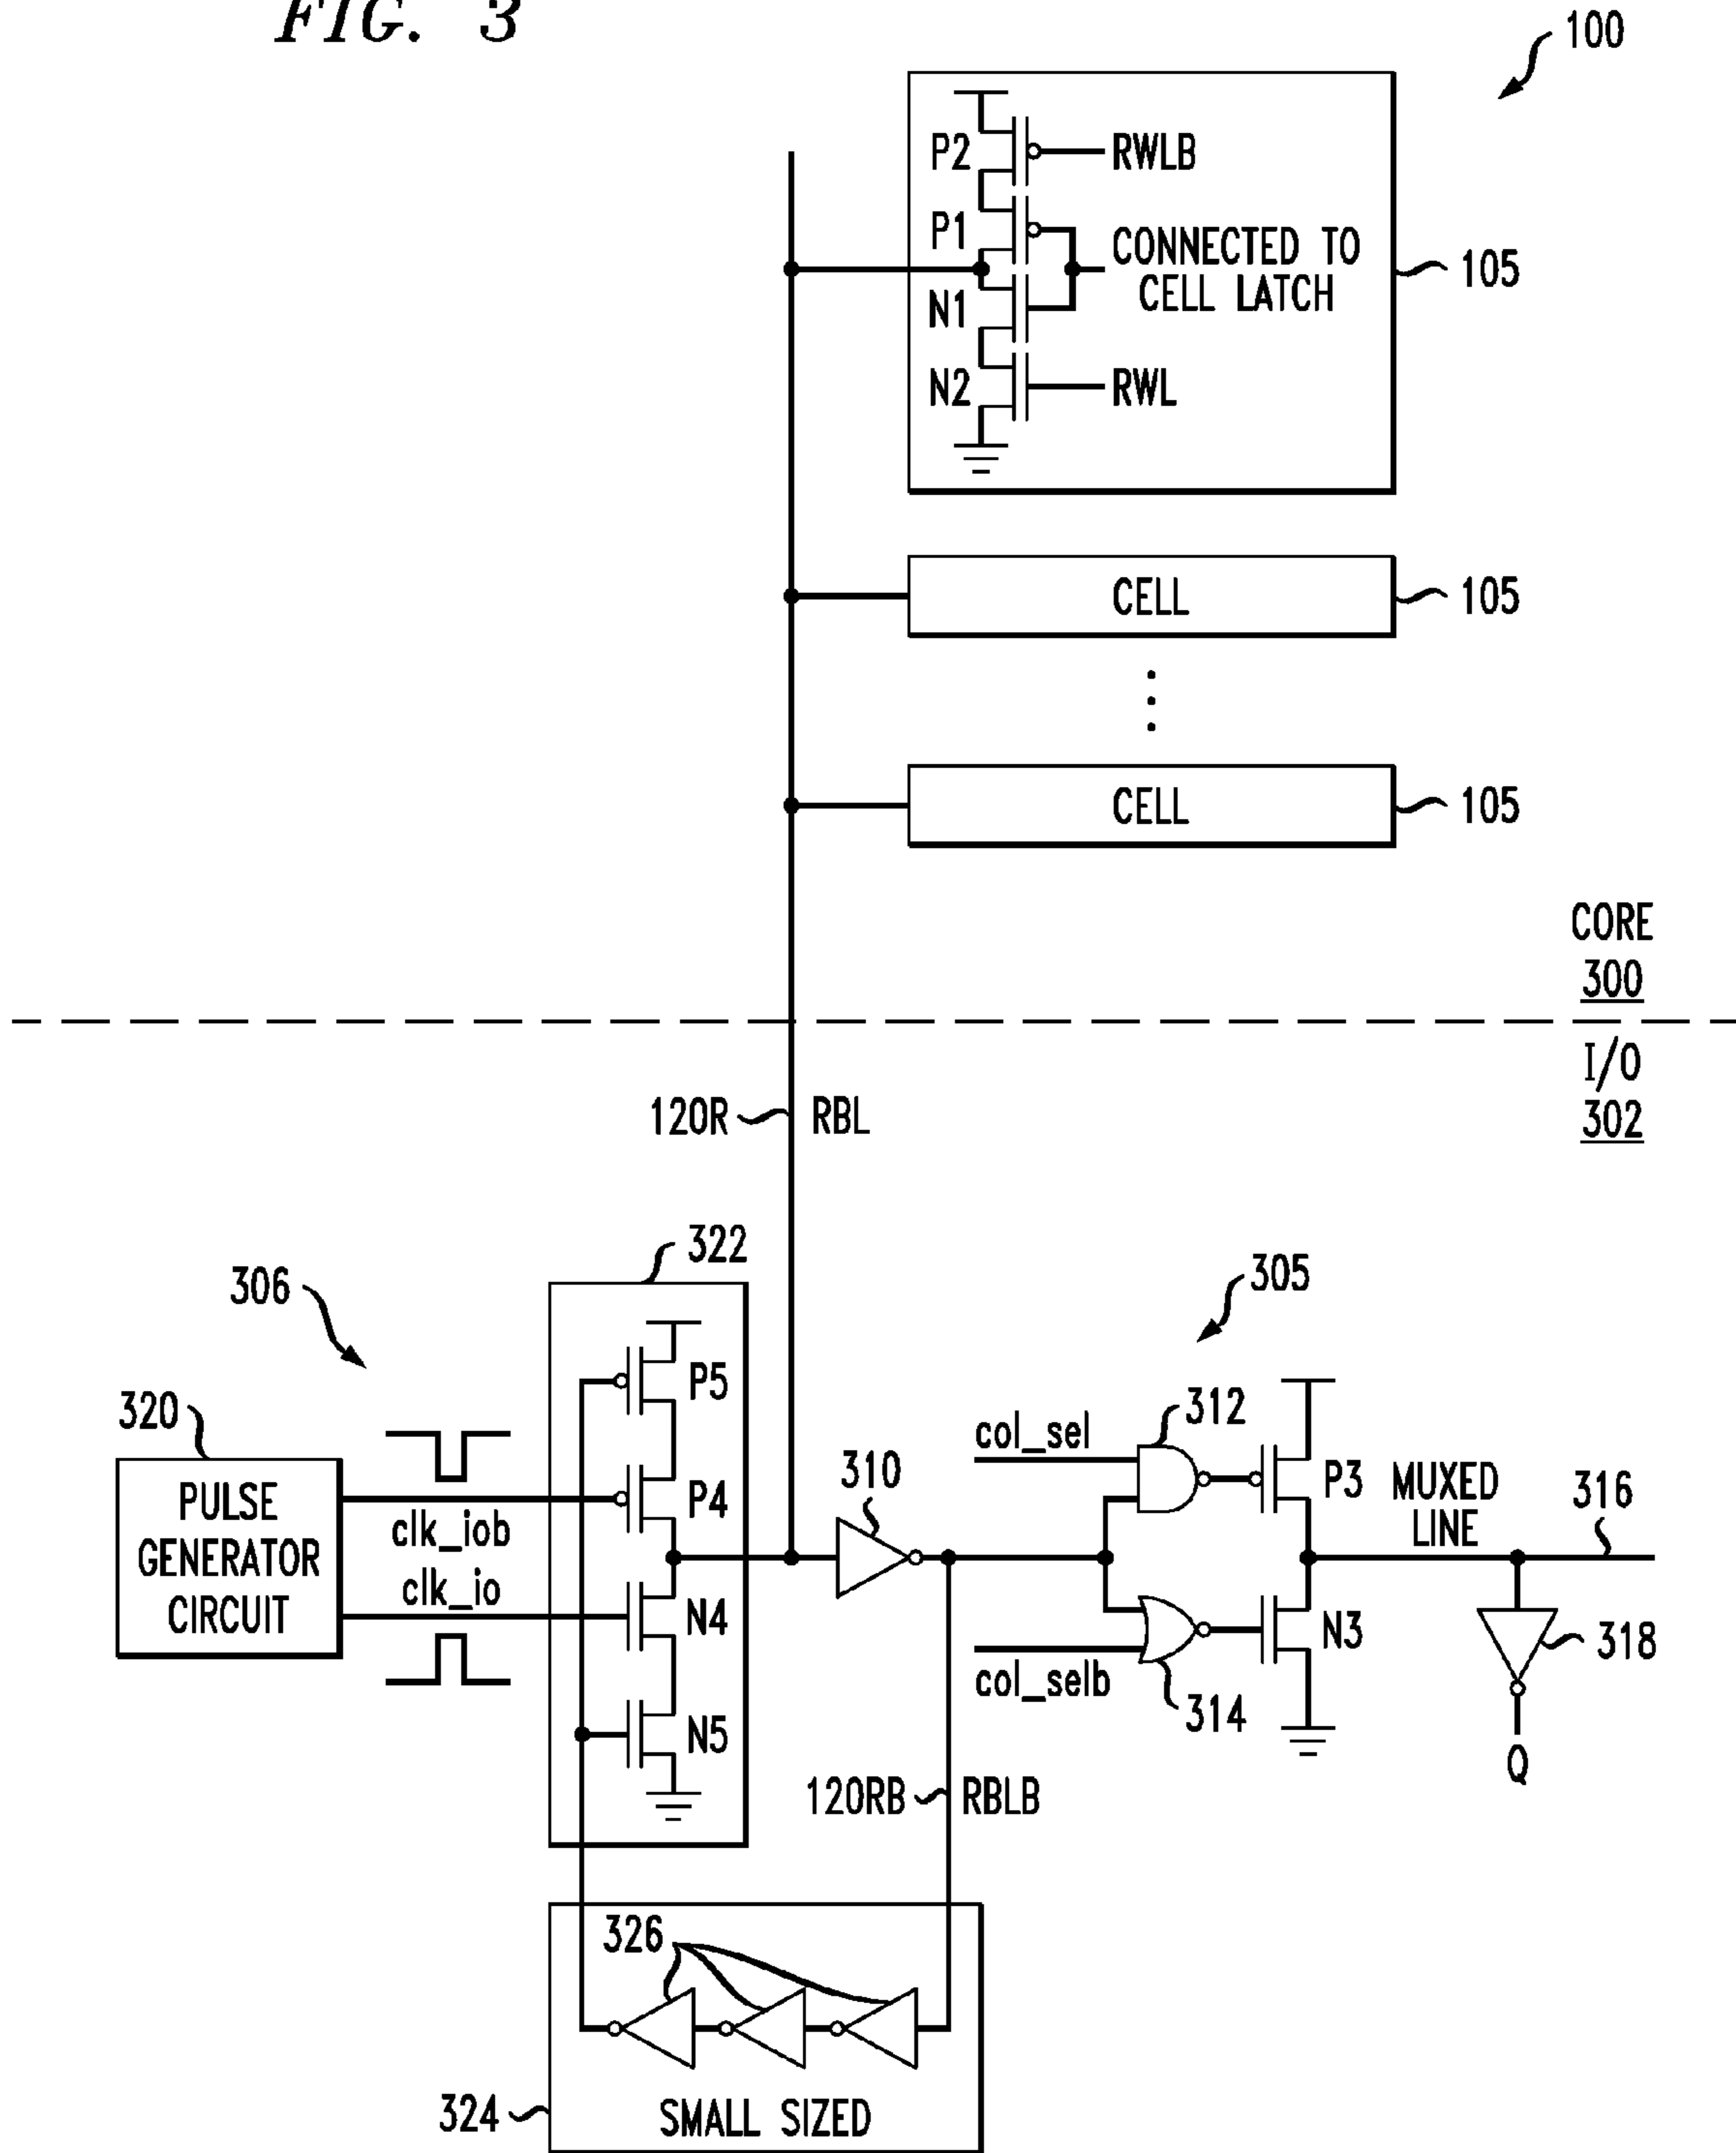 FIG. 3
100
P2
RWLB
P1
CONNECTED TO
CELL LATCH
105
N1
N2
RWL
CELL
105
CELL
105
CORE
300
I/O
302
120R
RBL
322
306
305
P5
320
312
col_sel
310
P4
P3
MUXED
LINE
316
PULSE
GENERATOR
CIRCUIT
clk_iob
clk_io
N4
N3
318
col_selb
314
N5
Q
120RB
RBLB
326
324
SMALL SIZED